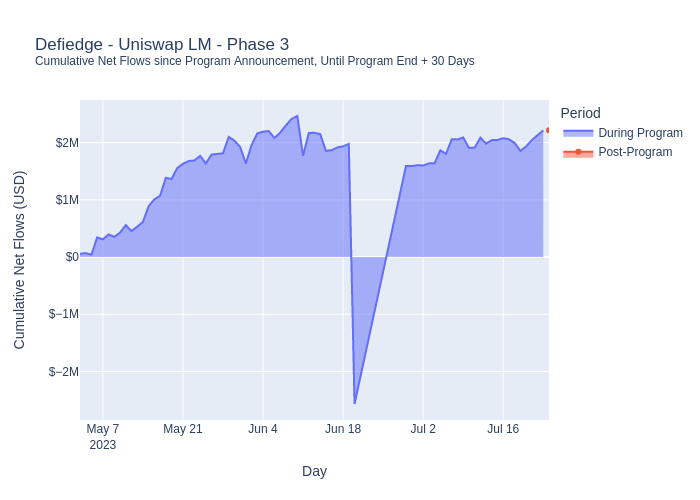 Defiedge - Uniswap LM - Phase 3
Cumulative Net Flows since Program Announcement, Until Program End + 30 Days
Period
During Program
Post-Program
Cumulative Net Flows (USD)
$2M
$1M
$0
$−1M
$−2M
May 7
2023
May 21
Jun 4
Jun 18
Jul 2
Jul 16
Day